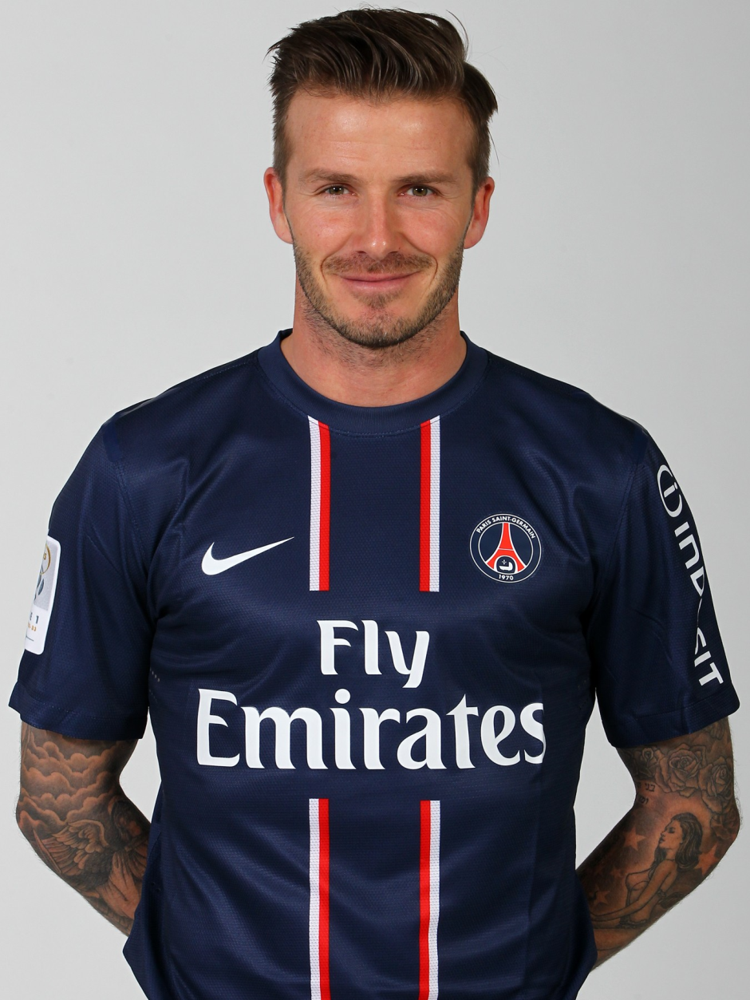 PARIS SAINT-GERMAIN
1970
Fly
Emirates